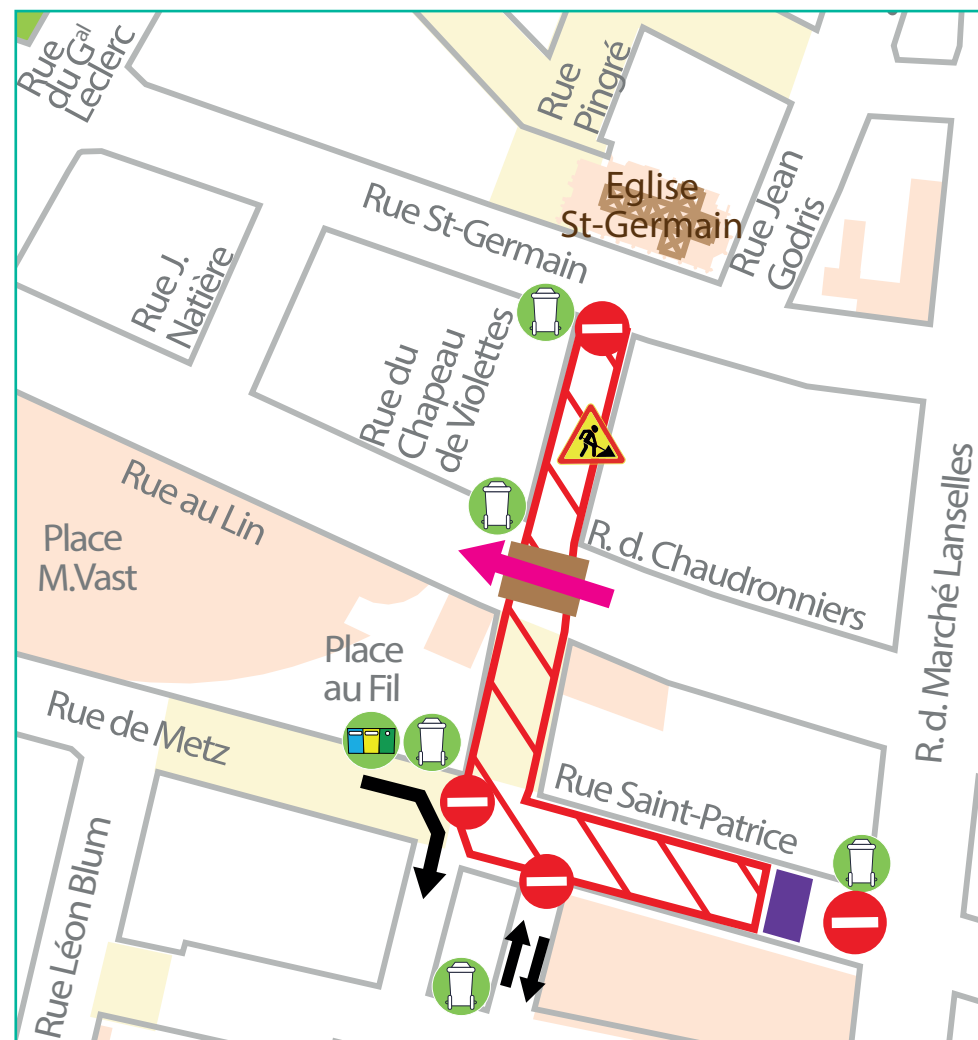 Rue
du Gal
Leclerc
Rue
Pingré
Eglise
St-Germain
Rue St-Germain
Rue Jean
Godris
Rue J.
Natière
Rue du
Chapeau
de Violettes
Rue au Lin
Place
M.Vast
R. d. Chaudronniers
R. d. Marché Lanselles
Place
au Fil
Rue de Metz
Rue Saint-Patrice
Rue Léon Blum